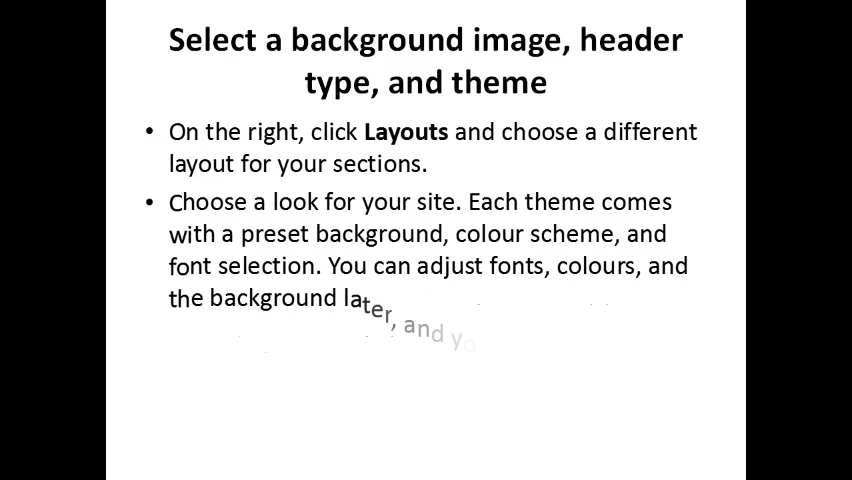 Select a background image, header
type, and theme
• On the right, click Layouts and choose a different
layout for your sections.
• Choose a look for your site. Each theme comes
with a preset background, colour scheme, and
font selection. You can adjust fonts, colours, and
the background later, and yo